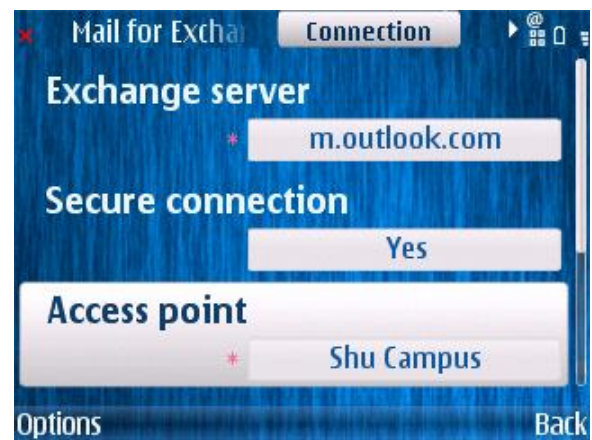 Mail for Excha Connection
Exchange server
* m.outlook.com
Secure connection
Yes
Access point
* Shu Campus
Options Back